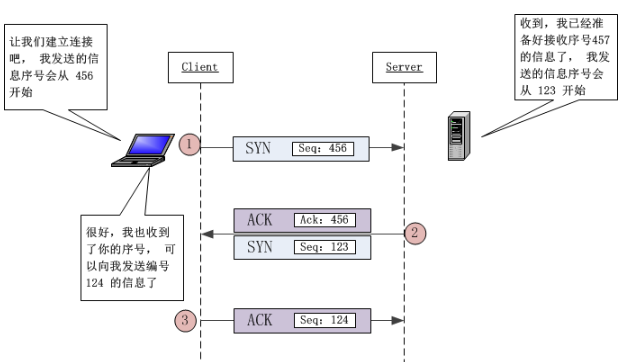 让我们建立连接
吧， 我发送的信
息序号会从 456
开始
收到，我已经准
备好接收序号457
的信息了， 我发
送的信息序号会
从 123 开始
Client
Server
1
SYN
Seq: 456
ACK
Ack: 456
2
SYN
Seq: 123
很好，我也收到
了你的序号， 可
以向我发送编号
124 的信息了
3
ACK
Seq: 124